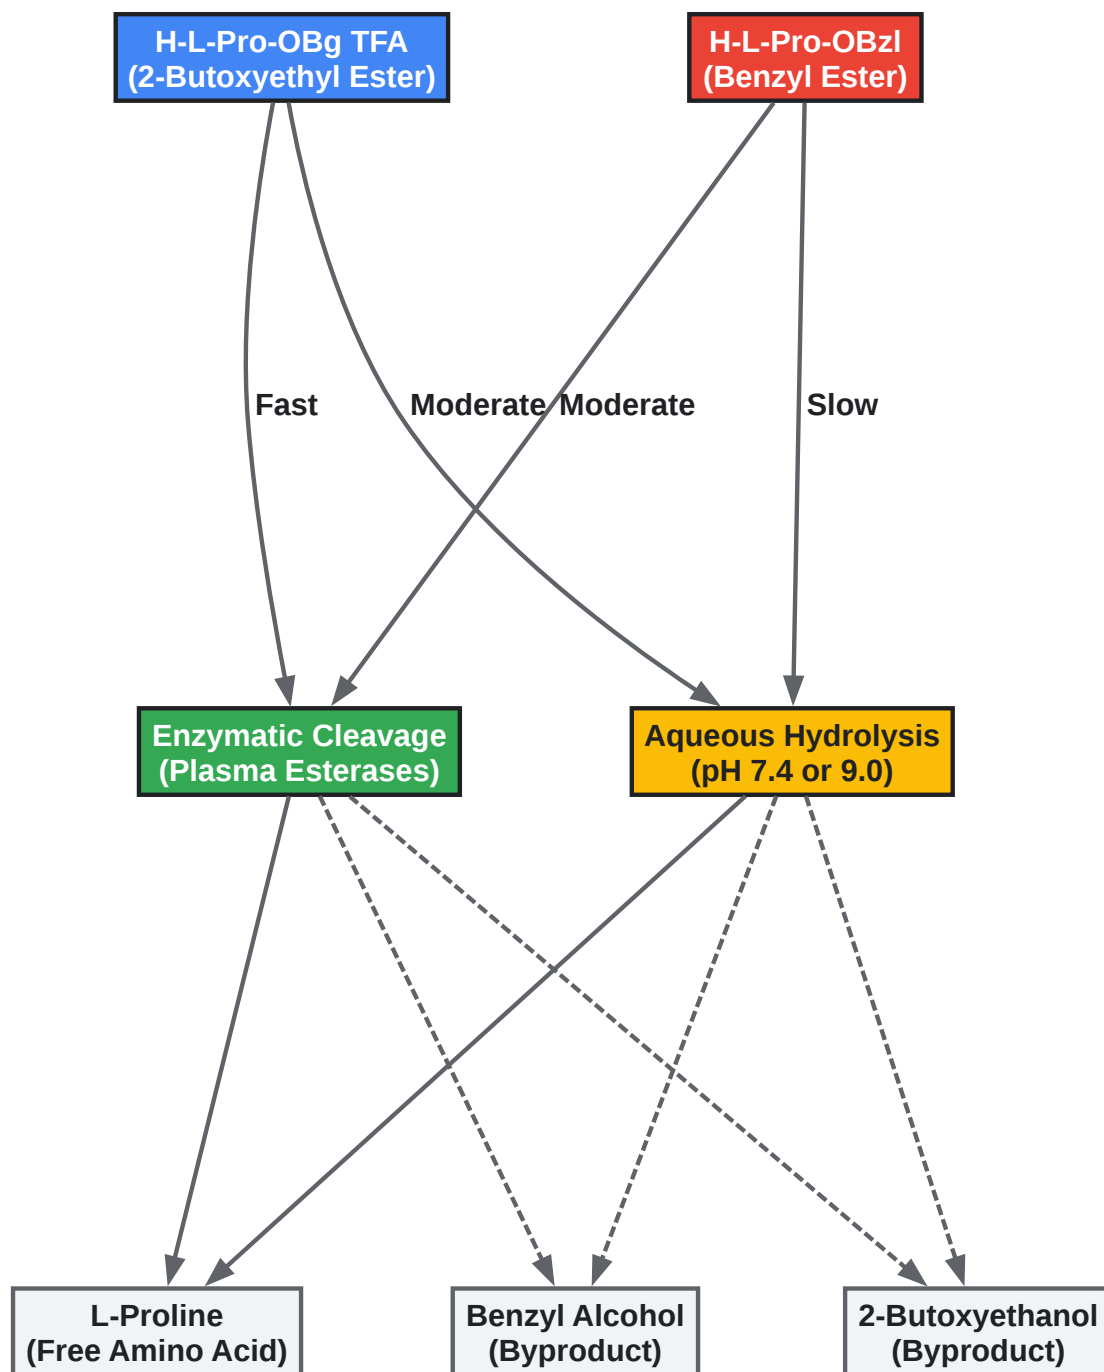 H-L-Pro-OBg TFA
(2-Butoxyethyl Ester)
H-L-Pro-OBzl
(Benzyl Ester)
Fast
Moderate
Moderate
Slow
Enzymatic Cleavage
(Plasma Esterases)
Aqueous Hydrolysis
(pH 7.4 or 9.0)
L-Proline
(Free Amino Acid)
Benzyl Alcohol
(Byproduct)
2-Butoxyethanol
(Byproduct)